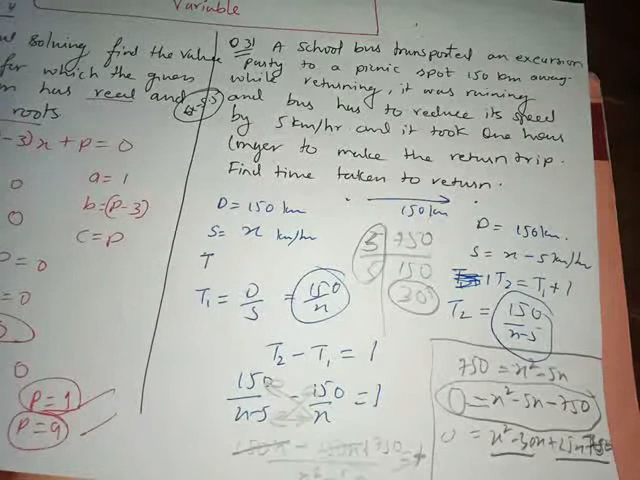 Variable
Solving find the value
for which the given
has real and
roots
-3)x + p = 0
a = 1
b = (p-3)
c = p
= 0
= 0
P = 1
P = 9
Q 31 A school bus transported an excursion
party to a picnic spot 150 km away
while returning, it was raining
and bus has to reduce its speed
by 5 km/hr and it took one hour
longer to make the return trip.
Find time taken to return.
D = 150 km
S = x km/hr
T
T₁ = D/S = 150/x
150 km
5 750
5 150
30
D = 150 km.
S = x - 5 km/hr
T₂ = T₁ + 1
T₂ = 150/x-5
T₂ - T₁ = 1
150/x-5 - 150/x = 1
750 = x² - 5x
0 = x² - 5x - 750
0 = x² - 30x + 25x